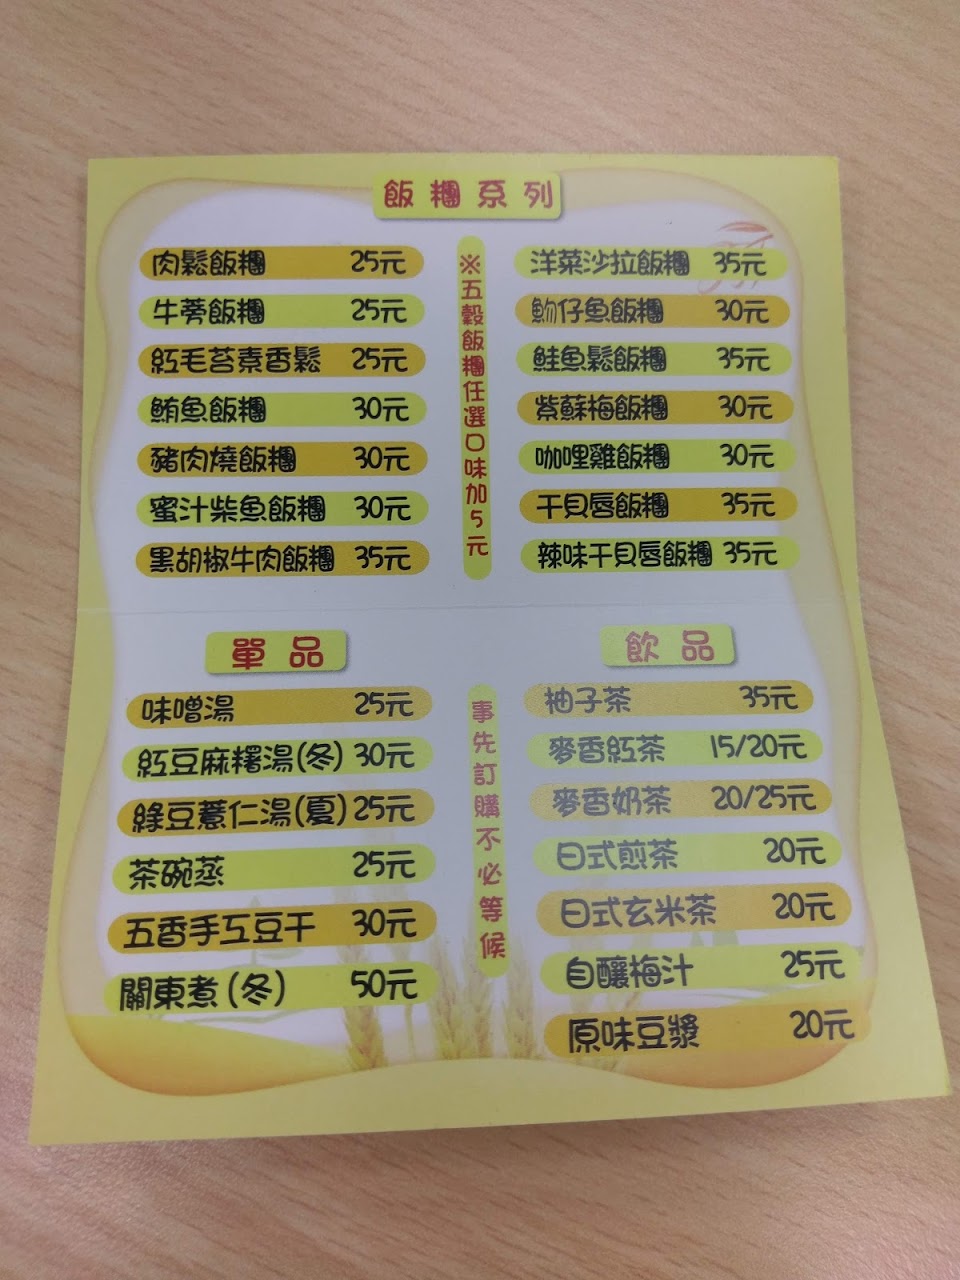 飯糰系列
肉鬆飯糰 25元
牛蒡飯糰 25元
紅毛苔素香鬆 25元
鮪魚飯糰 30元
豬肉燒飯糰 30元
蜜汁柴魚飯糰 30元
黑胡椒牛肉飯糰 35元
※五穀飯糰任選口味加5元
洋菜沙拉飯糰 35元
魩仔魚飯糰 30元
鮭魚鬆飯糰 35元
紫蘇梅飯糰 30元
咖哩雞飯糰 30元
干貝唇飯糰 35元
辣味干貝唇飯糰 35元
單品
味噌湯 25元
紅豆麻糬湯(冬) 30元
綠豆薏仁湯(夏) 25元
茶碗蒸 25元
五香手工豆干 30元
關東煮(冬) 50元
事先訂購不必等候
飲品
柚子茶 35元
麥香紅茶 15/20元
麥香奶茶 20/25元
日式煎茶 20元
日式玄米茶 20元
自釀梅汁 25元
原味豆漿 20元